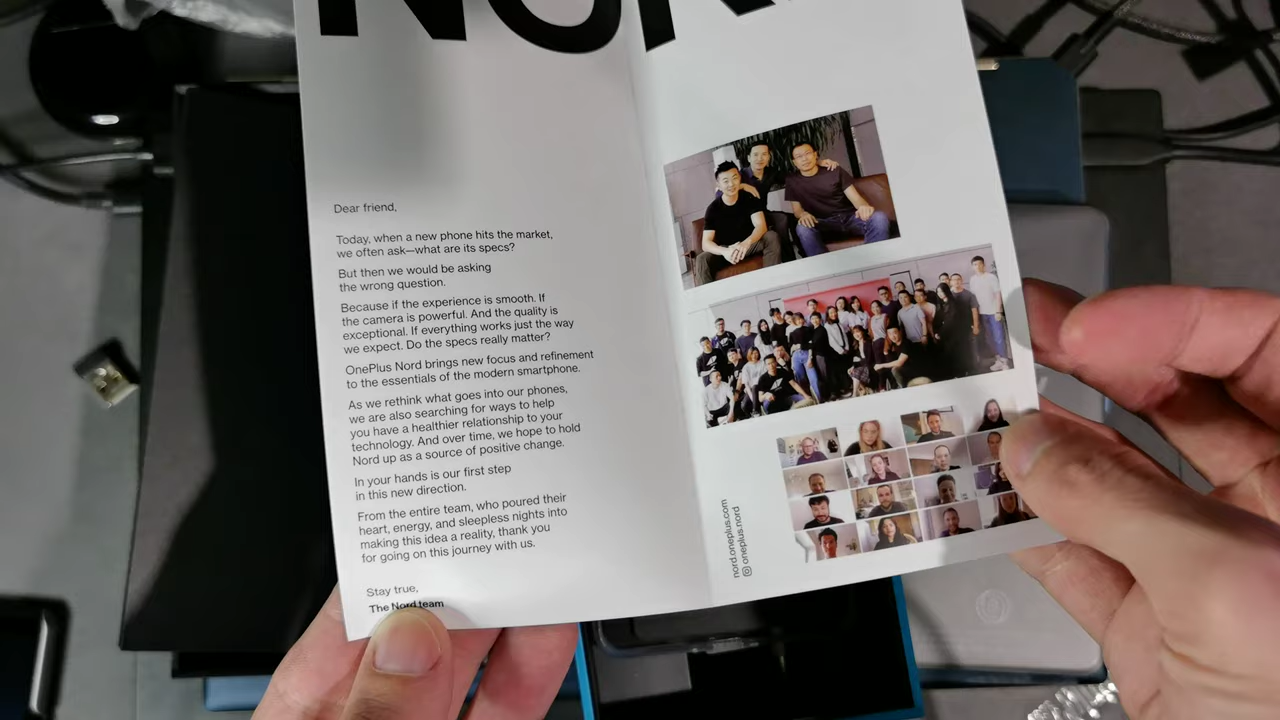 NOR
Dear friend,
Today, when a new phone hits the market,
we often ask—what are its specs?
But then we would be asking
the wrong question.
Because if the experience is smooth. If
the camera is powerful. And the quality is
exceptional. If everything works just the way
we expect. Do the specs really matter?
OnePlus Nord brings new focus and refinement
to the essentials of the modern smartphone.
As we rethink what goes into our phones,
we are also searching for ways to help
you have a healthier relationship to your
technology. And over time, we hope to hold
Nord up as a source of positive change.
In your hands is our first step
in this new direction.
From the entire team, who poured their
heart, energy, and sleepless nights into
making this idea a reality, thank you
for going on this journey with us.
Stay true,
The Nord team
nord.oneplus.com
oneplus.nord